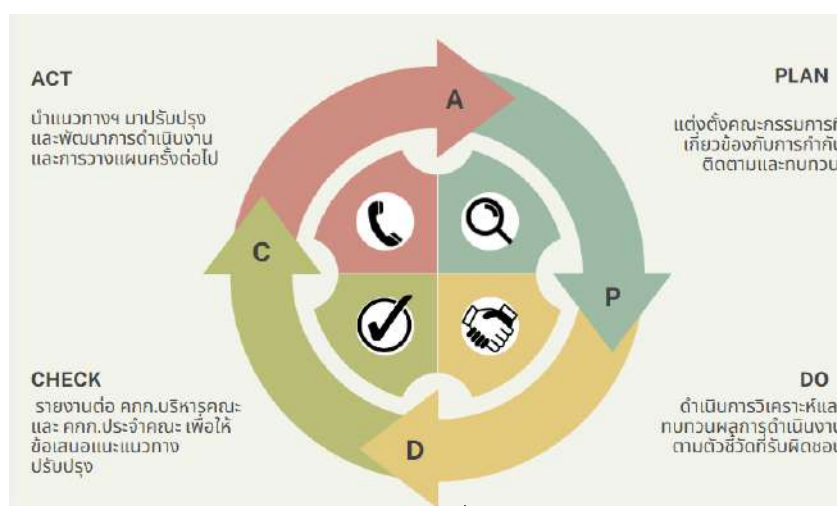 ACT
นำแนวทางฯ มาปรับปรุง
และพัฒนาการดำเนินงาน
และการวางแผนครั้งต่อไป
A
PLAN
แต่งตั้งคณะกรรมการที่
เกี่ยวข้องกับการกำกับ
ติดตามและทบทวน
C
P
CHECK
รายงานต่อ คกก.บริหารคณะ
และ คกก.ประจำคณะ เพื่อให้
ข้อเสนอแนะแนวทาง
ปรับปรุง
D
DO
ดำเนินการวิเคราะห์และ
ทบทวนผลการดำเนินงาน
ตามตัวชี้วัดที่รับผิดชอบ